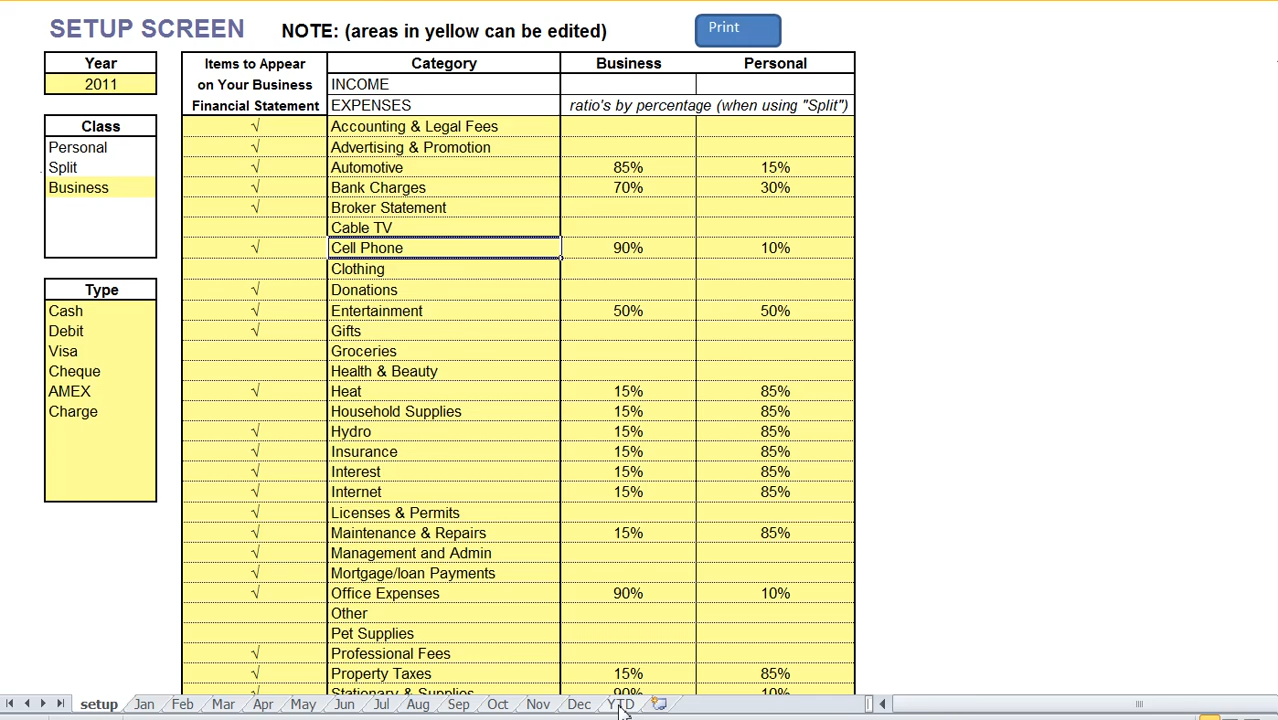 SETUP SCREEN NOTE: (areas in yellow can be edited) Print
Year
2011
Class
Personal
Split
Business
Type
Cash
Debit
Visa
Cheque
AMEX
Charge
Items to Appear Category Business Personal
on Your Business INCOME
Financial Statement EXPENSES ratio's by percentage (when using "Split")
√ Accounting & Legal Fees
√ Advertising & Promotion
√ Automotive 85% 15%
√ Bank Charges 70% 30%
√ Broker Statement
Cable TV
√ Cell Phone 90% 10%
Clothing
√ Donations
√ Entertainment 50% 50%
√ Gifts
Groceries
Health & Beauty
√ Heat 15% 85%
Household Supplies 15% 85%
√ Hydro 15% 85%
√ Insurance 15% 85%
√ Interest 15% 85%
√ Internet 15% 85%
√ Licenses & Permits
√ Maintenance & Repairs 15% 85%
√ Management and Admin
√ Mortgage/loan Payments
√ Office Expenses 90% 10%
Other
Pet Supplies
√ Professional Fees
√ Property Taxes 15% 85%
√ Stationary & Supplies 90% 10%
setup Jan Feb Mar Apr May Jun Jul Aug Sep Oct Nov Dec YTD